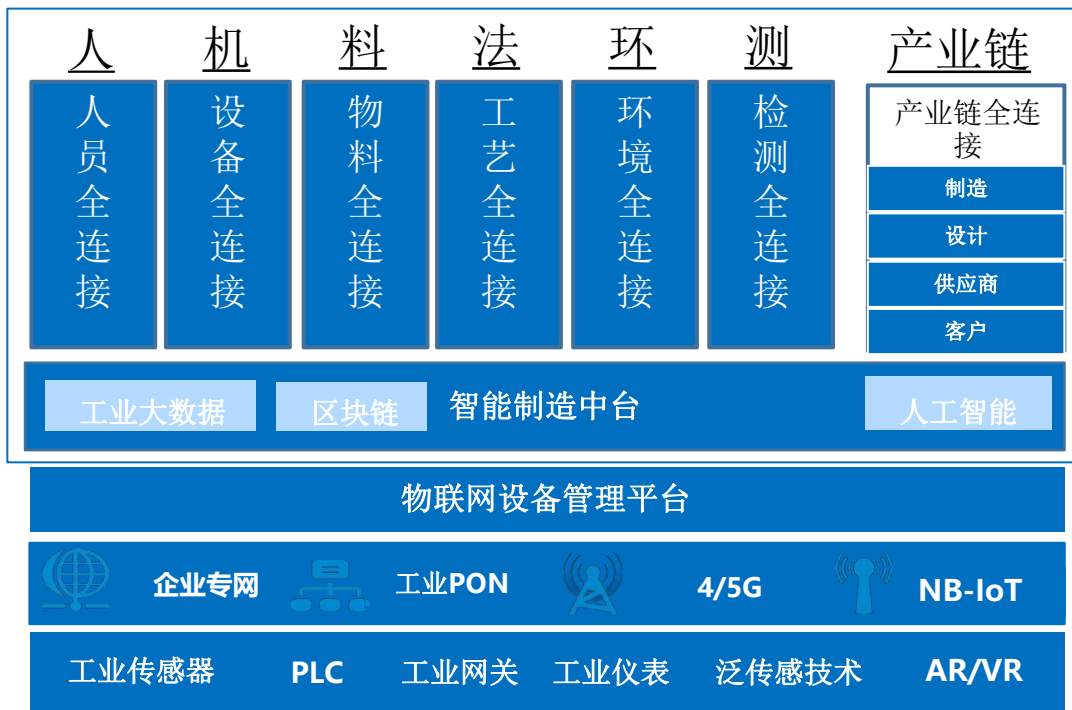 人 机 料 法 环 测 产业链
人员全连接
设备全连接
物料全连接
工艺全连接
环境全连接
检测全连接
产业链全连
接
制造
设计
供应商
客户
工业大数据 区块链 智能制造中台 人工智能
物联网设备管理平台
企业专网 工业PON 4/5G NB-IoT
工业传感器 PLC 工业网关 工业仪表 泛传感技术 AR/VR